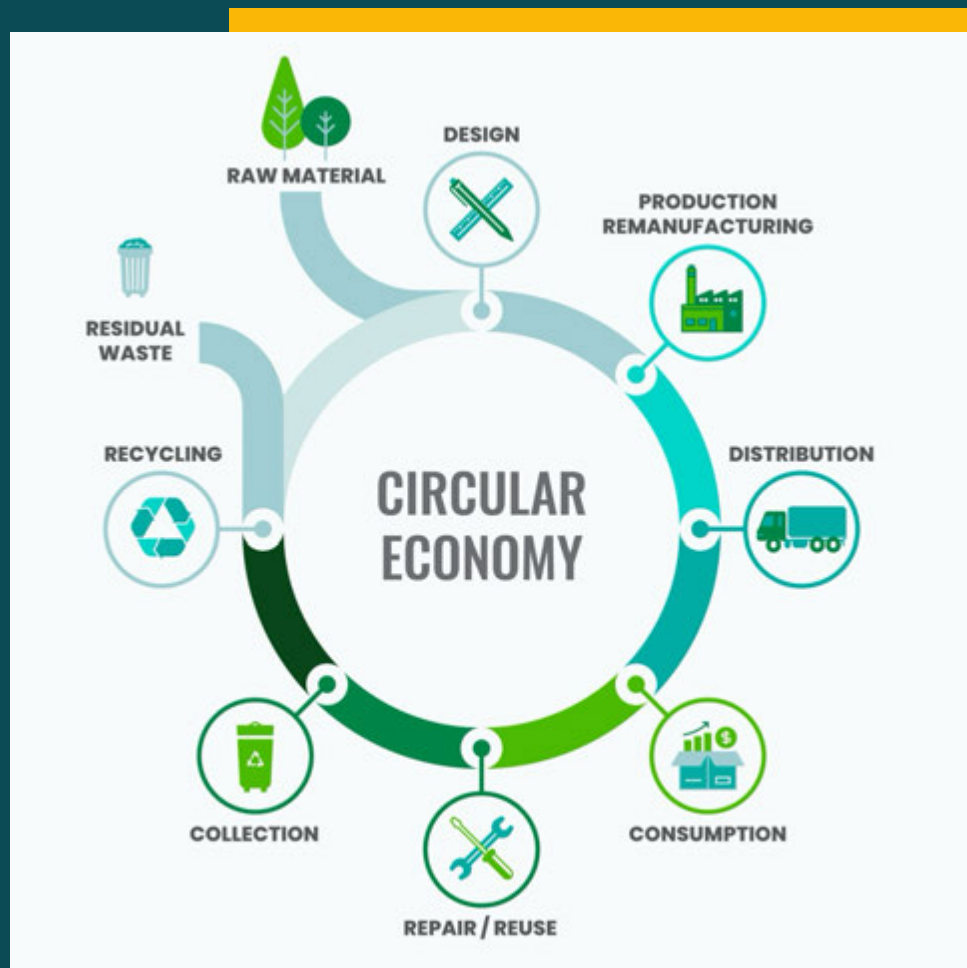 RAW MATERIAL
DESIGN
PRODUCTION
REMANUFACTURING
DISTRIBUTION
CONSUMPTION
REPAIR / REUSE
COLLECTION
RECYCLING
RESIDUAL
WASTE
CIRCULAR
ECONOMY
$